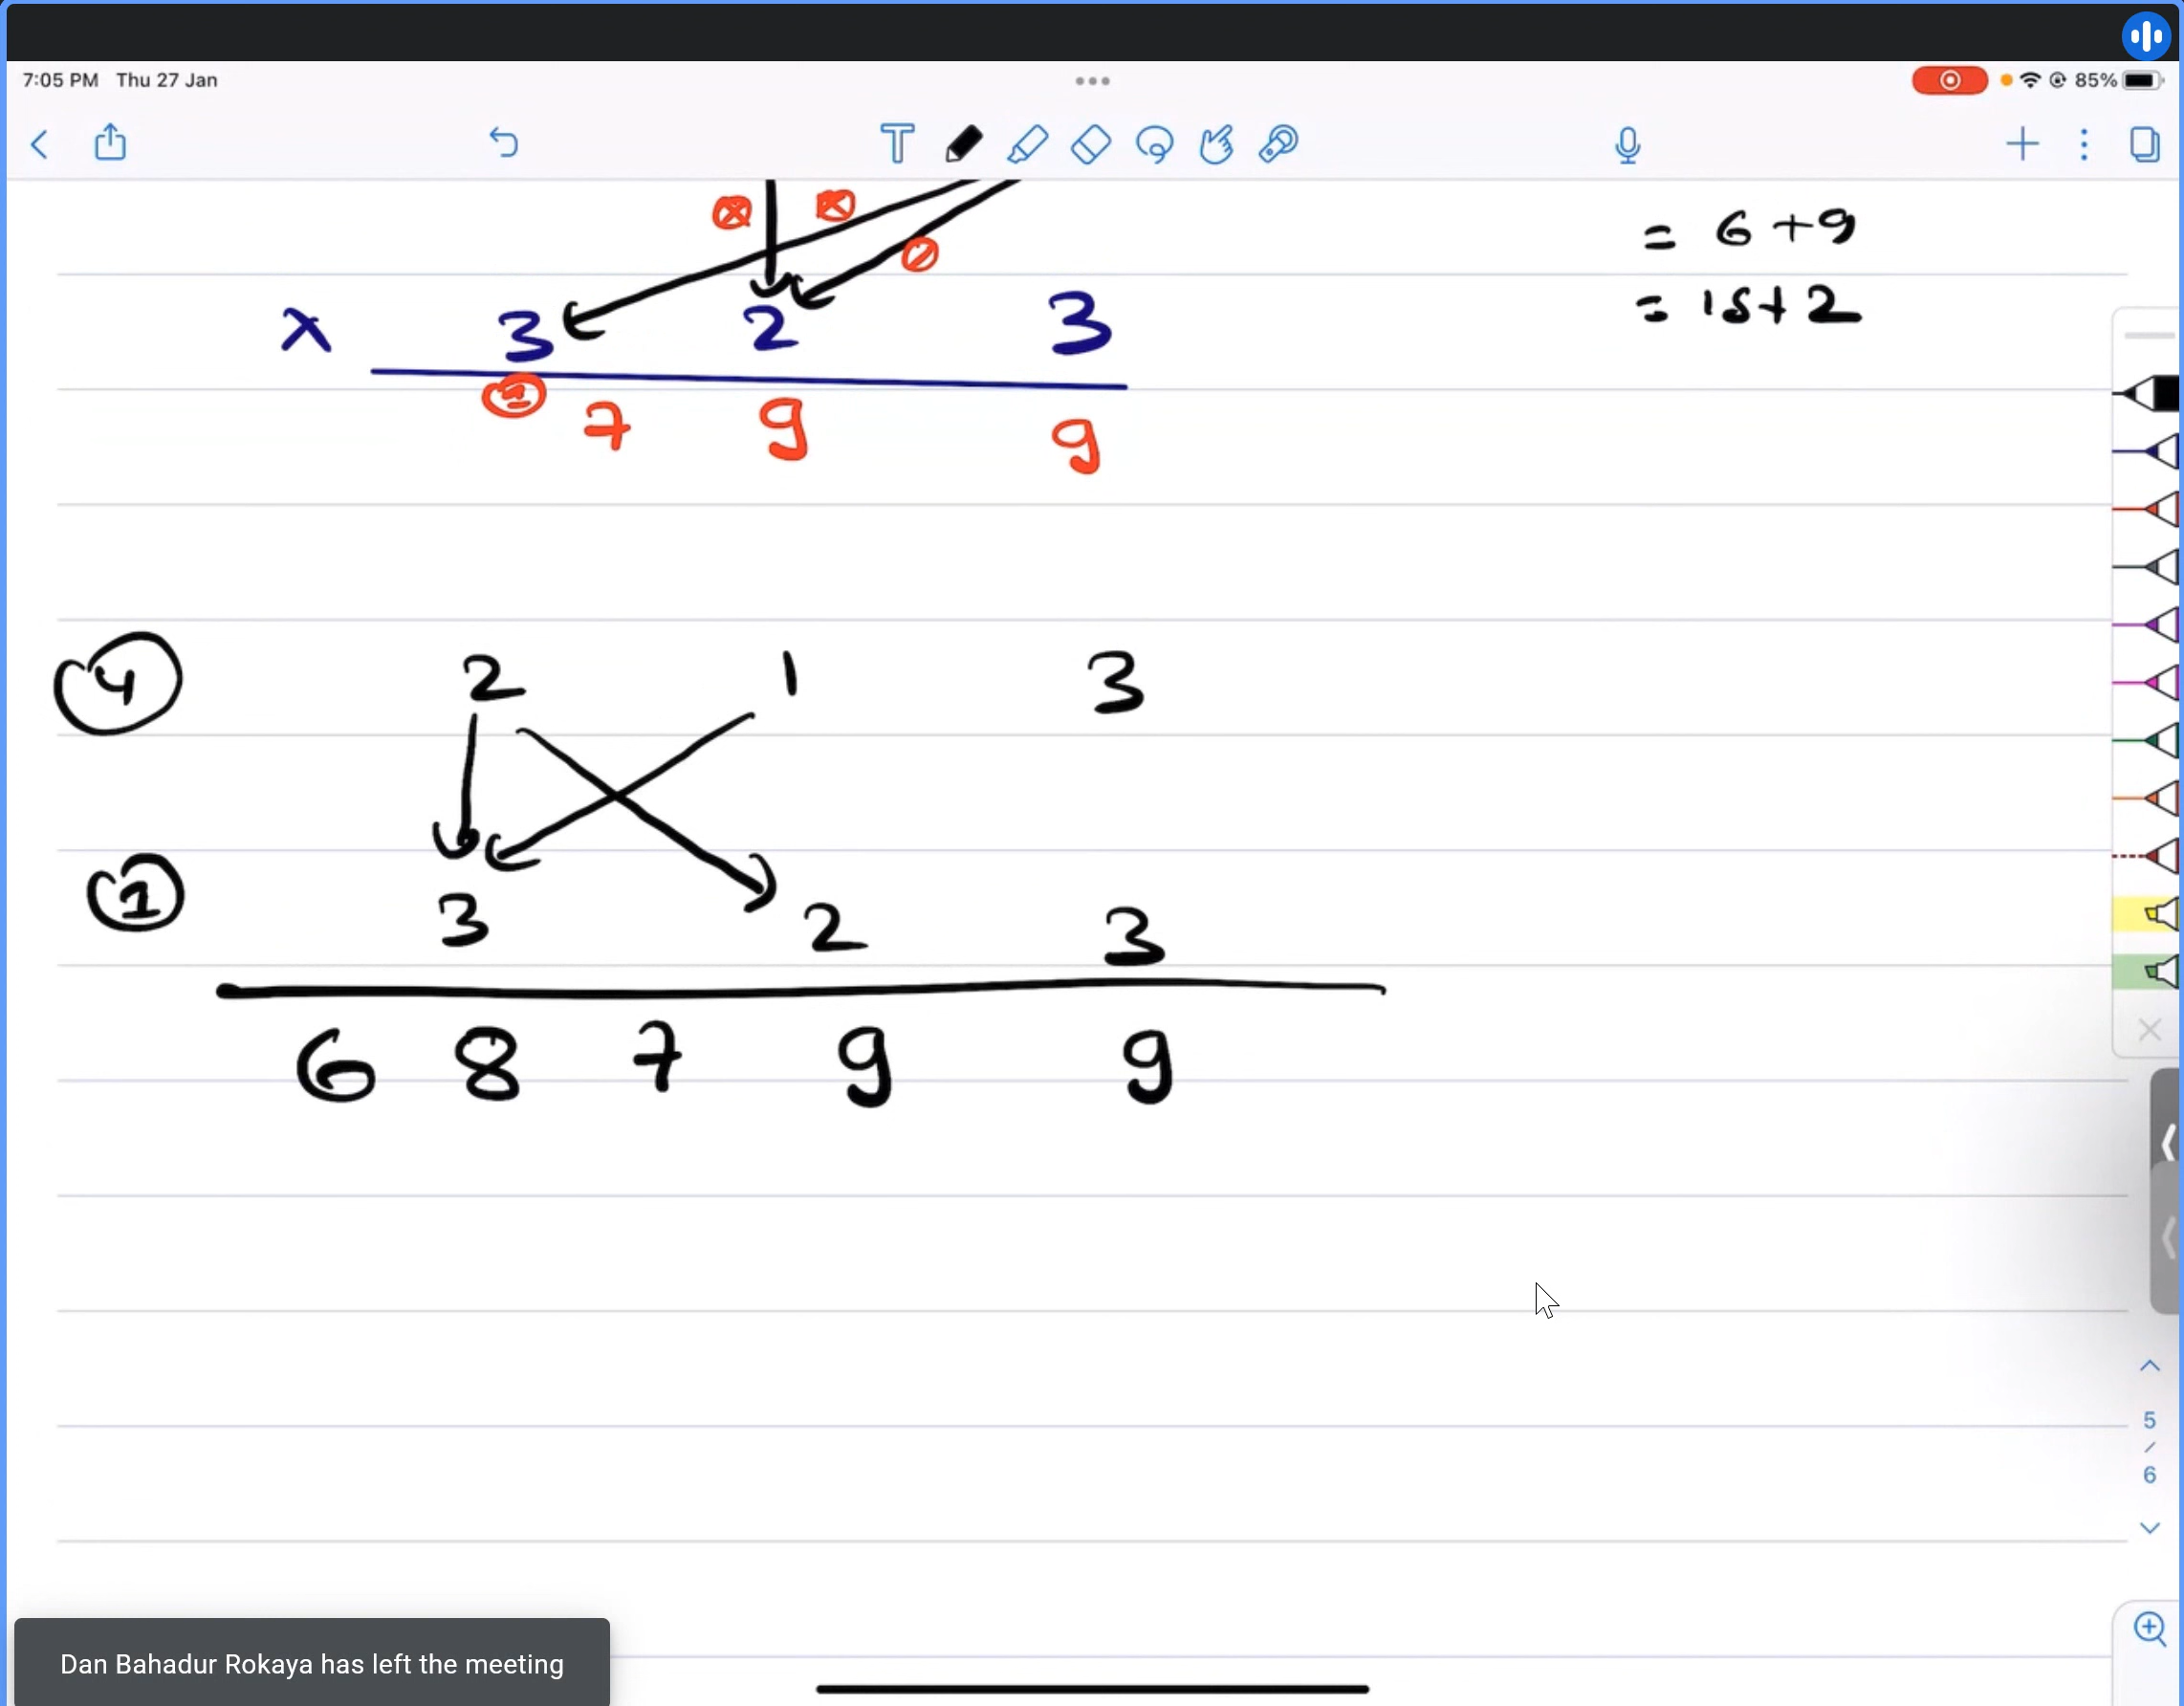 7:05 PM Thu 27 Jan
85%
T
= 6 + 9
= 15 + 2
x 3 2 3
1 7 9 9
4 2 1 3
1 3 2 3
6 8 7 9 9
5
/
6
Dan Bahadur Rokaya has left the meeting